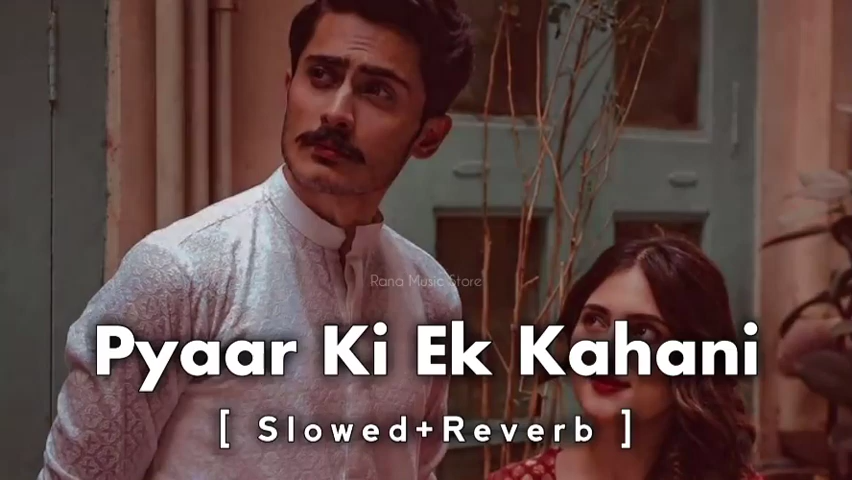 Rana Music Store
Pyaar Ki Ek Kahani
[ Slowed+Reverb ]